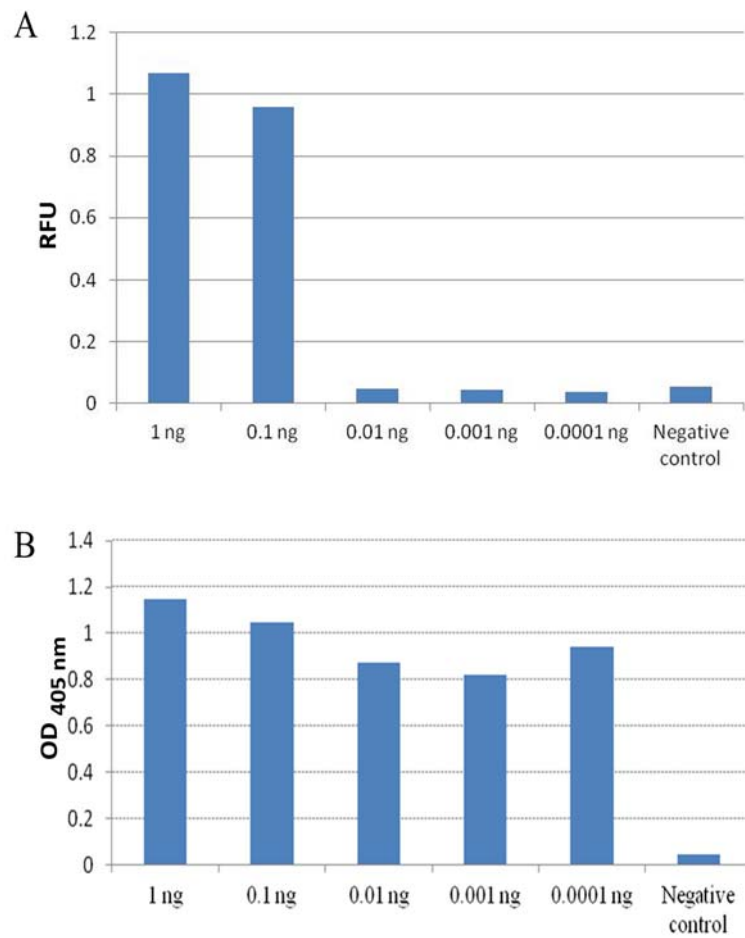 A
1.2
1
0.8
0.6
0.4
0.2
0
RFU
1 ng
0.1 ng
0.01 ng
0.001 ng
0.0001 ng
Negative
control
B
1.4
1.2
1
0.8
0.6
0.4
0.2
0
OD 405 nm
1 ng
0.1 ng
0.01 ng
0.001 ng
0.0001 ng
Negative
control